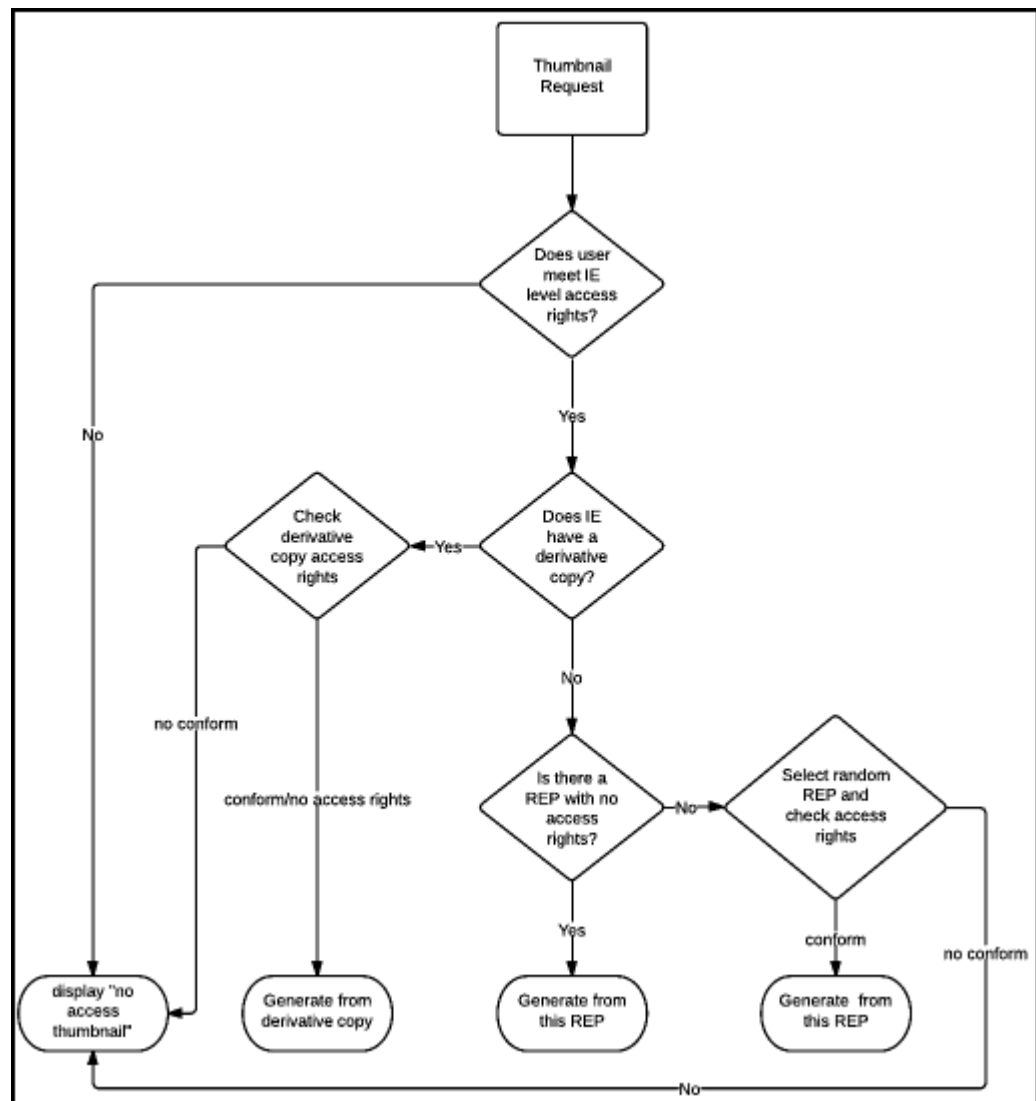 Thumbnail
Request
Does user
meet IE
level access
rights?
No
Yes
Check
derivative
copy access
rights
Yes
Does IE
have a
derivative
copy?
No
no conform
conform/no access rights
Is there a
REP with no
access
rights?
No
Select random
REP and
check access
rights
Yes
conform
no conform
display "no
access
thumbnail"
Generate from
derivative copy
Generate from
this REP
Generate from
this REP
No